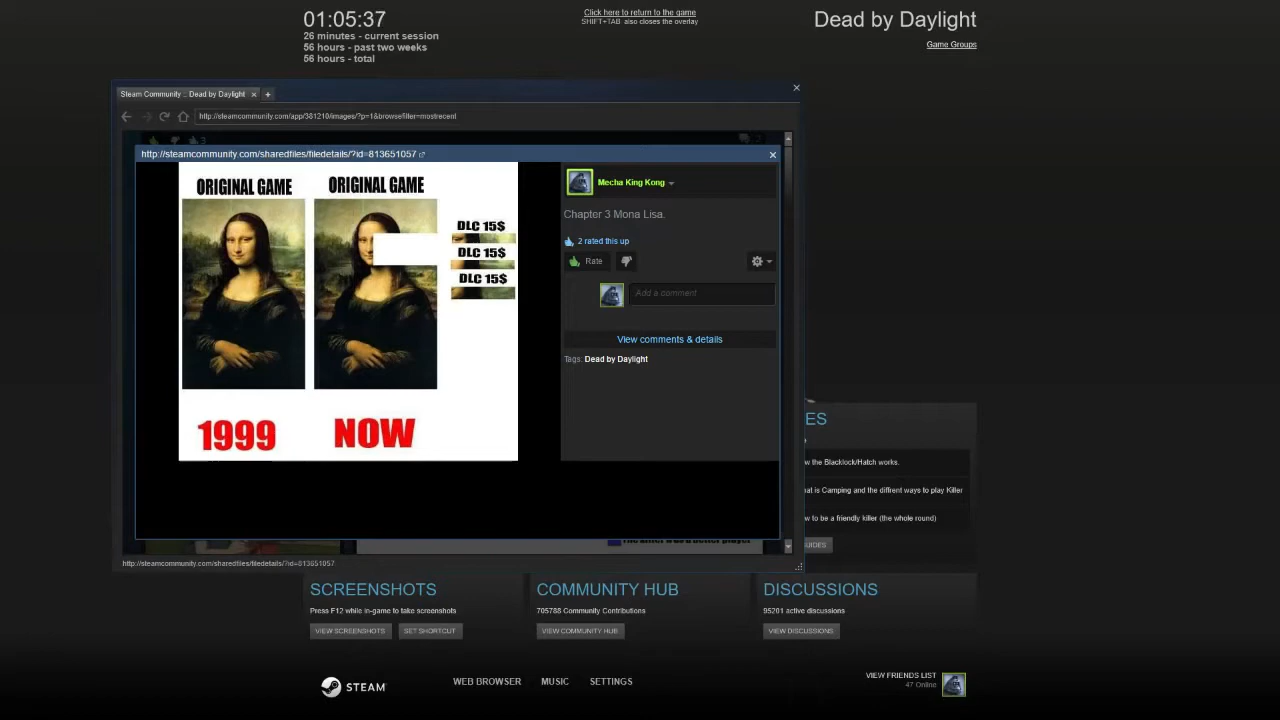 01:05:37
26 minutes - current session
56 hours - past two weeks
56 hours - total
Click here to return to the game
SHIFT+TAB also closes the overlay
Dead by Daylight
Game Groups
Steam Community :: Dead by Daylight
http://steamcommunity.com/app/381210/images/?p=1&browsefilter=mostrecent
3
http://steamcommunity.com/sharedfiles/filedetails/?id=813651057
ORIGINAL GAME
ORIGINAL GAME
DLC 15$
DLC 15$
DLC 15$
1999
NOW
Mecha King Kong
Chapter 3 Mona Lisa.
2 rated this up
Rate
Add a comment
View comments & details
Tags: Dead by Daylight
ES
w the Blacklock/Hatch works.
at is Camping and the diffrent ways to play Killer
w to be a friendly killer (the whole round)
UIDES
http://steamcommunity.com/sharedfiles/filedetails/?id=813651057
SCREENSHOTS
Press F12 while in-game to take screenshots
VIEW SCREENSHOTS
SET SHORTCUT
COMMUNITY HUB
705788 Community Contributions
VIEW COMMUNITY HUB
DISCUSSIONS
95201 active discussions
VIEW DISCUSSIONS
STEAM
WEB BROWSER
MUSIC
SETTINGS
VIEW FRIENDS LIST
47 Online